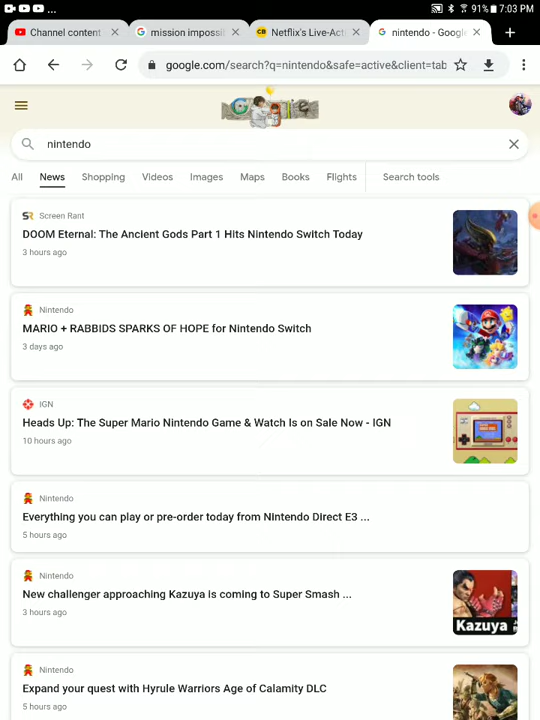 ... 91% 7:03 PM
Channel content
mission impossi
CB Netflix's Live-Acti
G nintendo - Google
google.com/search?q=nintendo&safe=active&client=tab
nintendo
All News Shopping Videos Images Maps Books Flights Search tools
SR Screen Rant
DOOM Eternal: The Ancient Gods Part 1 Hits Nintendo Switch Today
3 hours ago
Nintendo
MARIO + RABBIDS SPARKS OF HOPE for Nintendo Switch
3 days ago
IGN
Heads Up: The Super Mario Nintendo Game & Watch Is on Sale Now - IGN
10 hours ago
Nintendo
Everything you can play or pre-order today from Nintendo Direct E3 ...
5 hours ago
Nintendo
New challenger approaching Kazuya is coming to Super Smash ...
3 hours ago
Kazuya
Nintendo
Expand your quest with Hyrule Warriors Age of Calamity DLC
5 hours ago